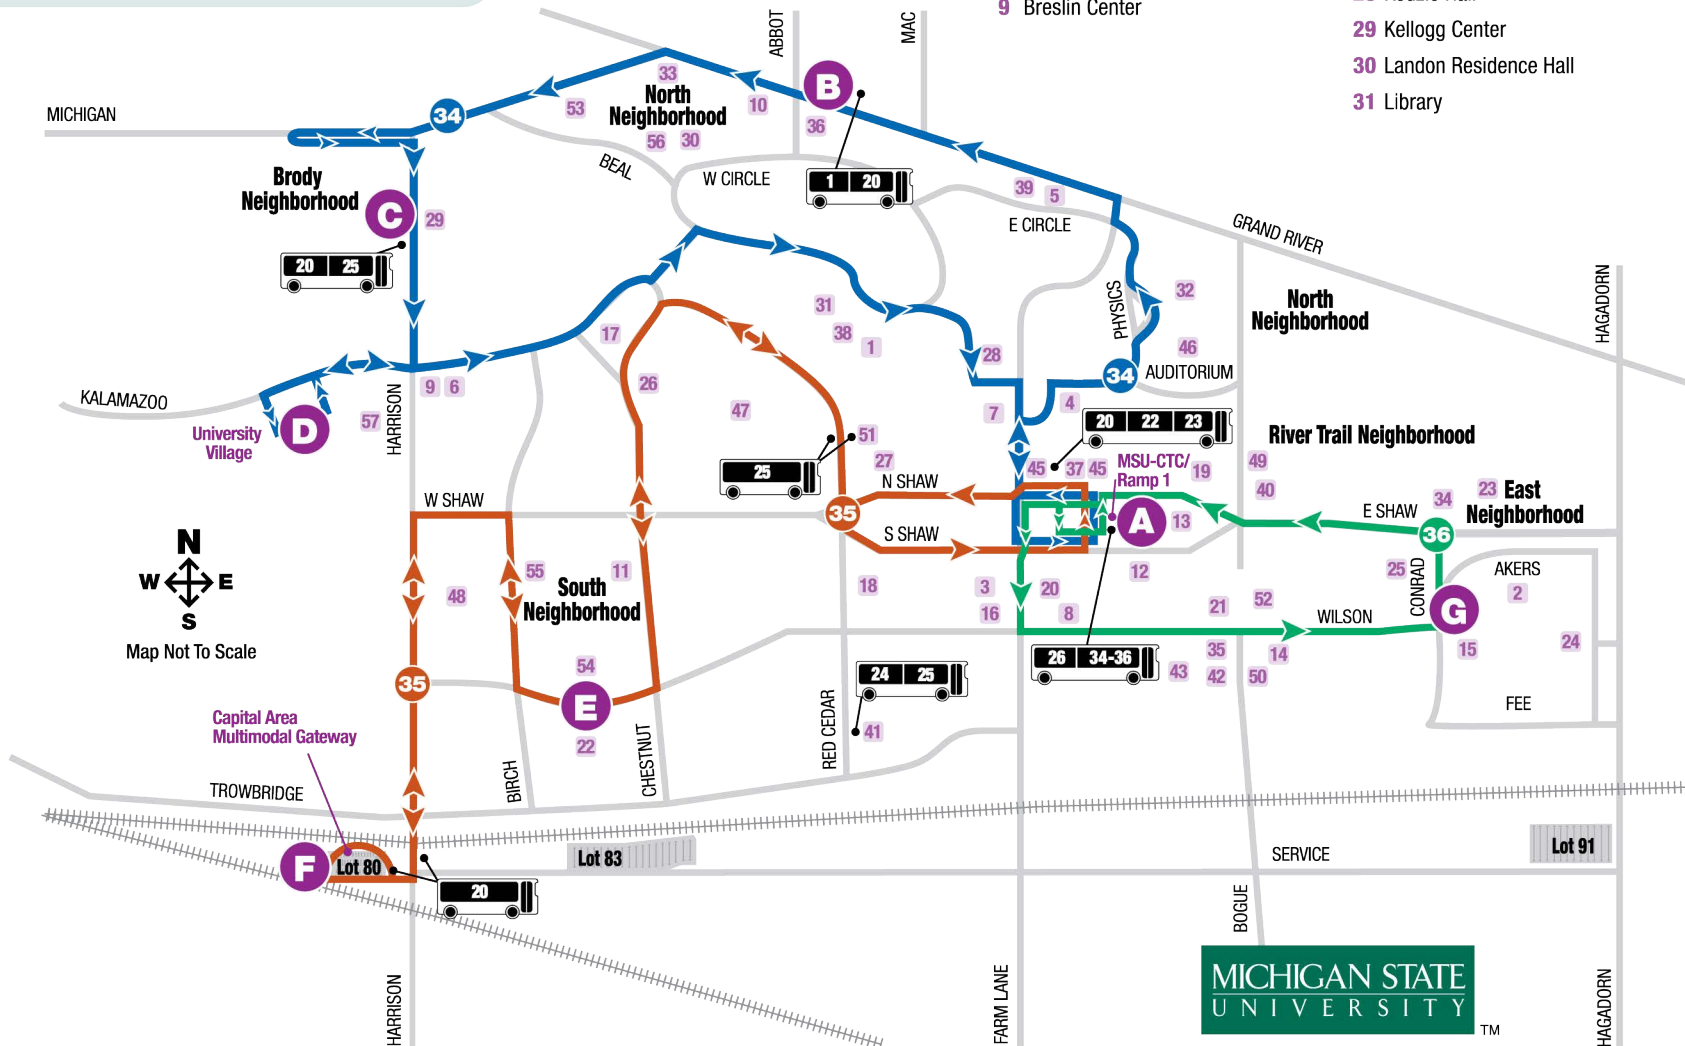 9 Breslin Center
29 Kellogg Center
30 Landon Residence Hall
31 Library
ABBOT
MAC
B
33
North
Neighborhood
53
10
36
56
30
MICHIGAN
34
BEAL
W CIRCLE
1
20
Brody
Neighborhood
C
29
20
25
39
5
E CIRCLE
GRAND RIVER
HAGADORN
PHYSICS
32
North
Neighborhood
46
34
AUDITORIUM
31
38
1
28
17
26
47
7
4
KALAMAZOO
D
University
Village
57
HARRISON
9
6
20
22
23
River Trail Neighborhood
51
27
25
45
37
45
MSU-CTC/
Ramp 1
19
49
40
N SHAW
W SHAW
35
S SHAW
A
13
E SHAW
34
23
East
Neighborhood
36
N
W
E
S
Map Not To Scale
48
55
11
South
Neighborhood
18
3
16
20
8
12
21
52
WILSON
25
CONRAD
G
AKERS
2
15
24
FEE
26
34-36
43
35
42
14
50
24
25
41
RED CEDAR
54
E
22
35
Capital Area
Multimodal Gateway
TROWBRIDGE
BIRCH
CHESTNUT
F
Lot 80
20
Lot 83
SERVICE
Lot 91
BOGUE
HARRISON
FARM LANE
HAGADORN
MICHIGAN STATE
UNIVERSITY
TM